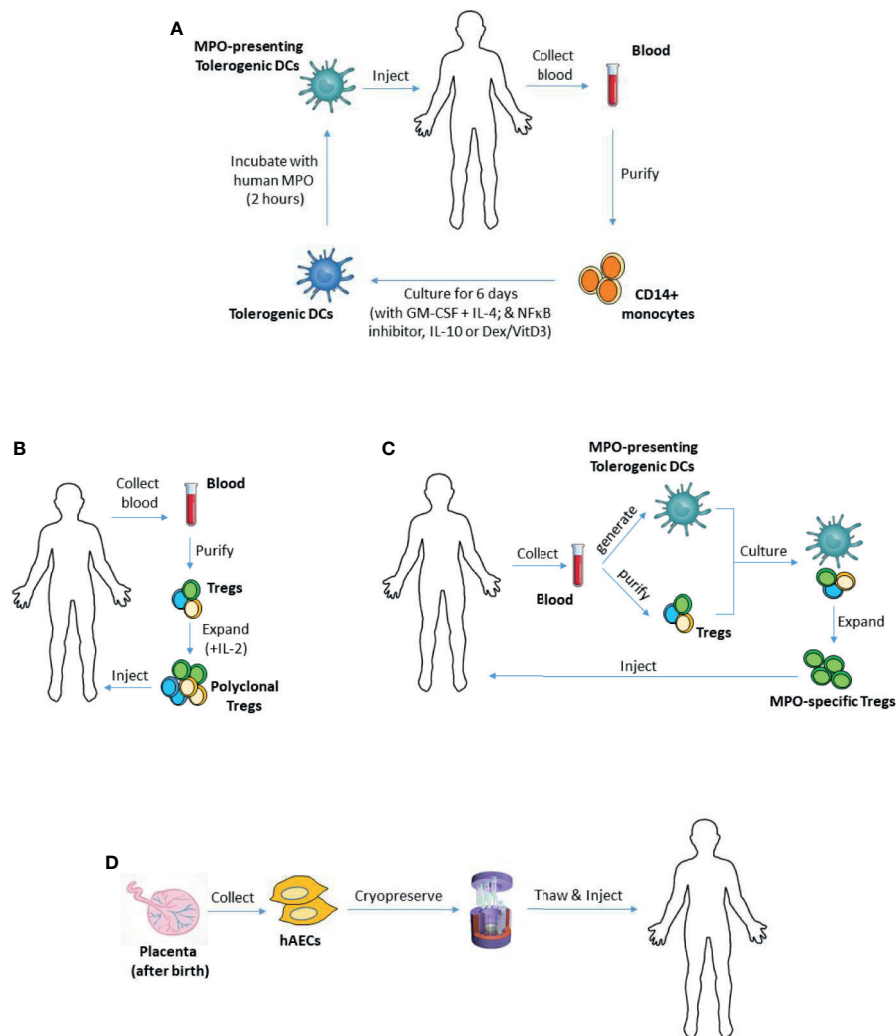 A
MPO-presenting
Tolerogenic DCs
Inject
Collect
blood
Blood
Incubate with
human MPO
(2 hours)
Purify
Tolerogenic DCs
Culture for 6 days
(with GM-CSF + IL-4; & NFκB
inhibitor, IL-10 or Dex/VitD3)
CD14+
monocytes
B
Collect
blood
Blood
Purify
Tregs
Expand
(+IL-2)
Inject
Polyclonal
Tregs
C
MPO-presenting
Tolerogenic DCs
Collect
Blood
generate
purify
Tregs
Culture
Expand
Inject
MPO-specific Tregs
D
Collect
Cryopreserve
Thaw & Inject
Placenta
(after birth)
hAECs